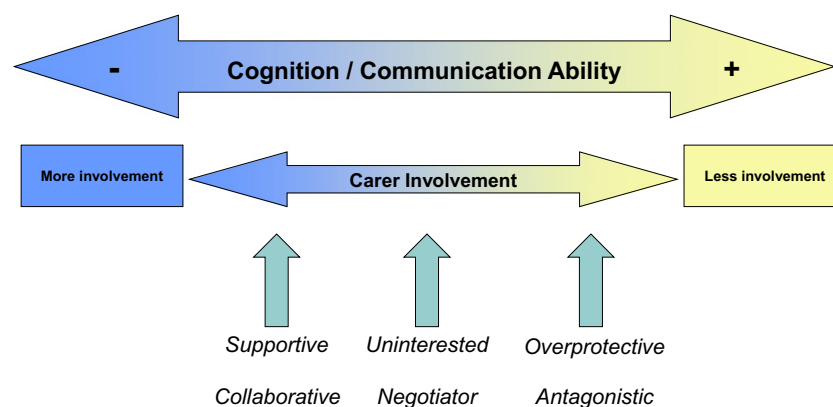 - Cognition / Communication Ability +
More involvement Carer Involvement Less involvement
Supportive Uninterested Overprotective
Collaborative Negotiator Antagonistic